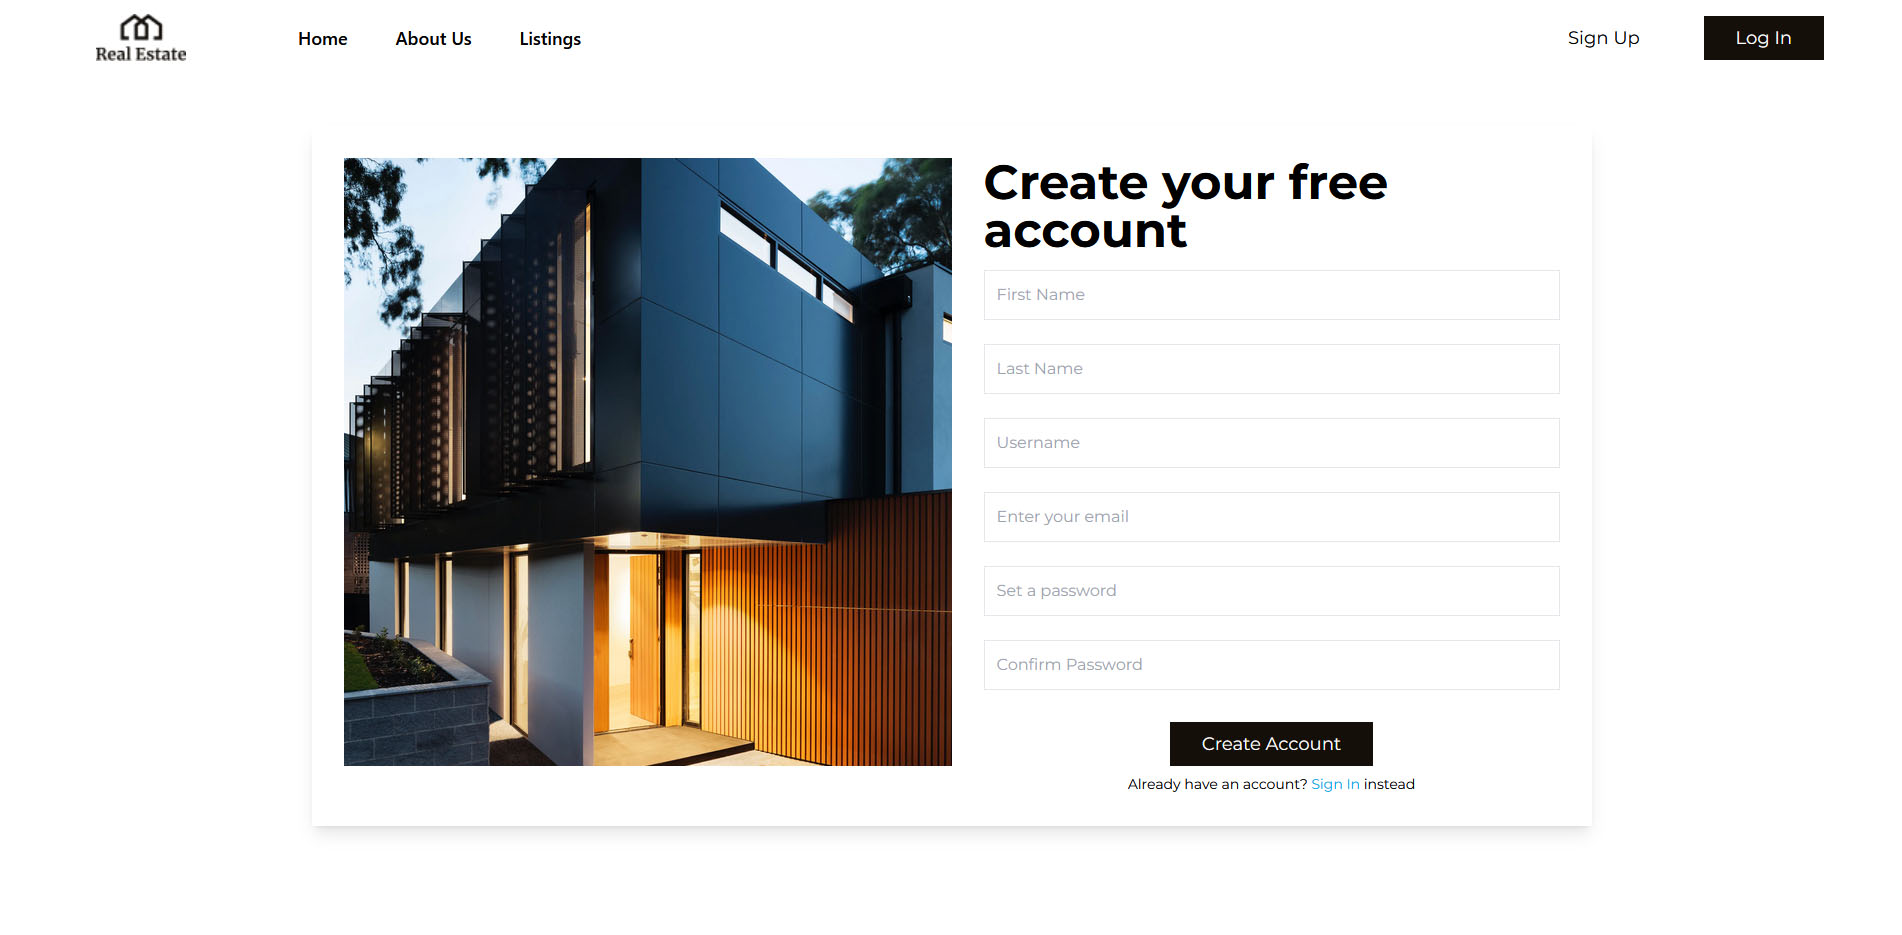 Real Estate
Home
About Us
Listings
Sign Up
Log In
Create your free
account
First Name
Last Name
Username
Enter your email
Set a password
Confirm Password
Create Account
Already have an account? Sign In instead